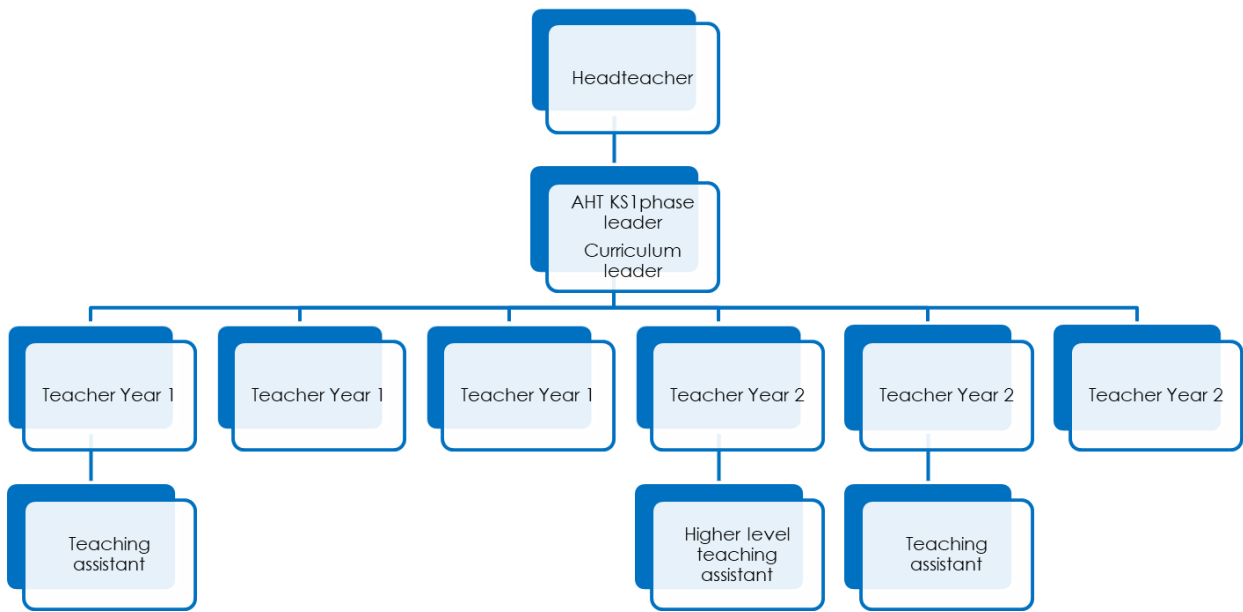 Headteacher
AHT KS1phase
leader
Curriculum
leader
Teacher Year 1
Teacher Year 1
Teacher Year 1
Teacher Year 2
Teacher Year 2
Teacher Year 2
Teaching
assistant
Higher level
teaching
assistant
Teaching
assistant